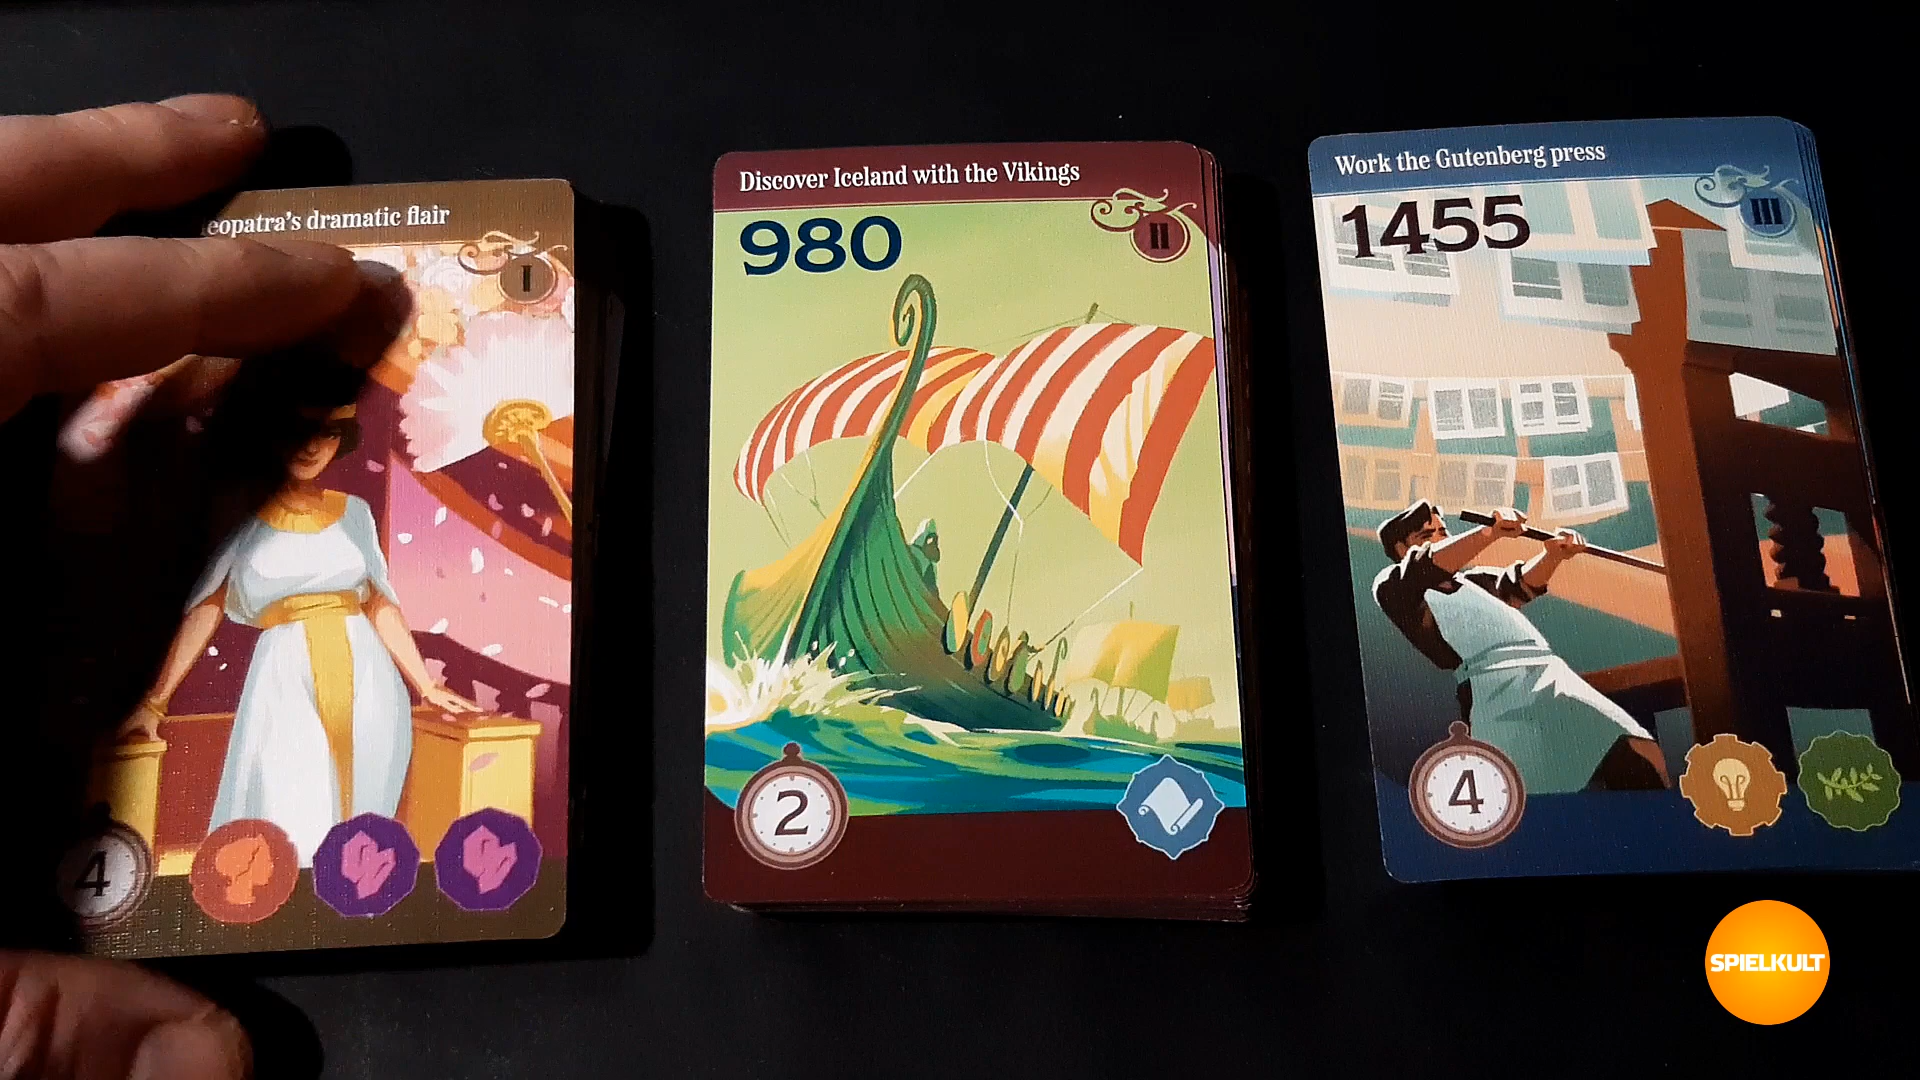 eopatra's dramatic flair
I
4
Discover Iceland with the Vikings
980
II
2
Work the Gutenberg press
1455
III
4
SPIELKULT